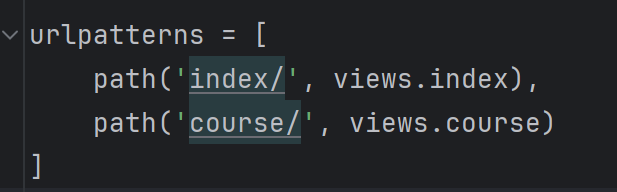 urlpatterns = [
    path('index/', views.index),
    path('course/', views.course)
]